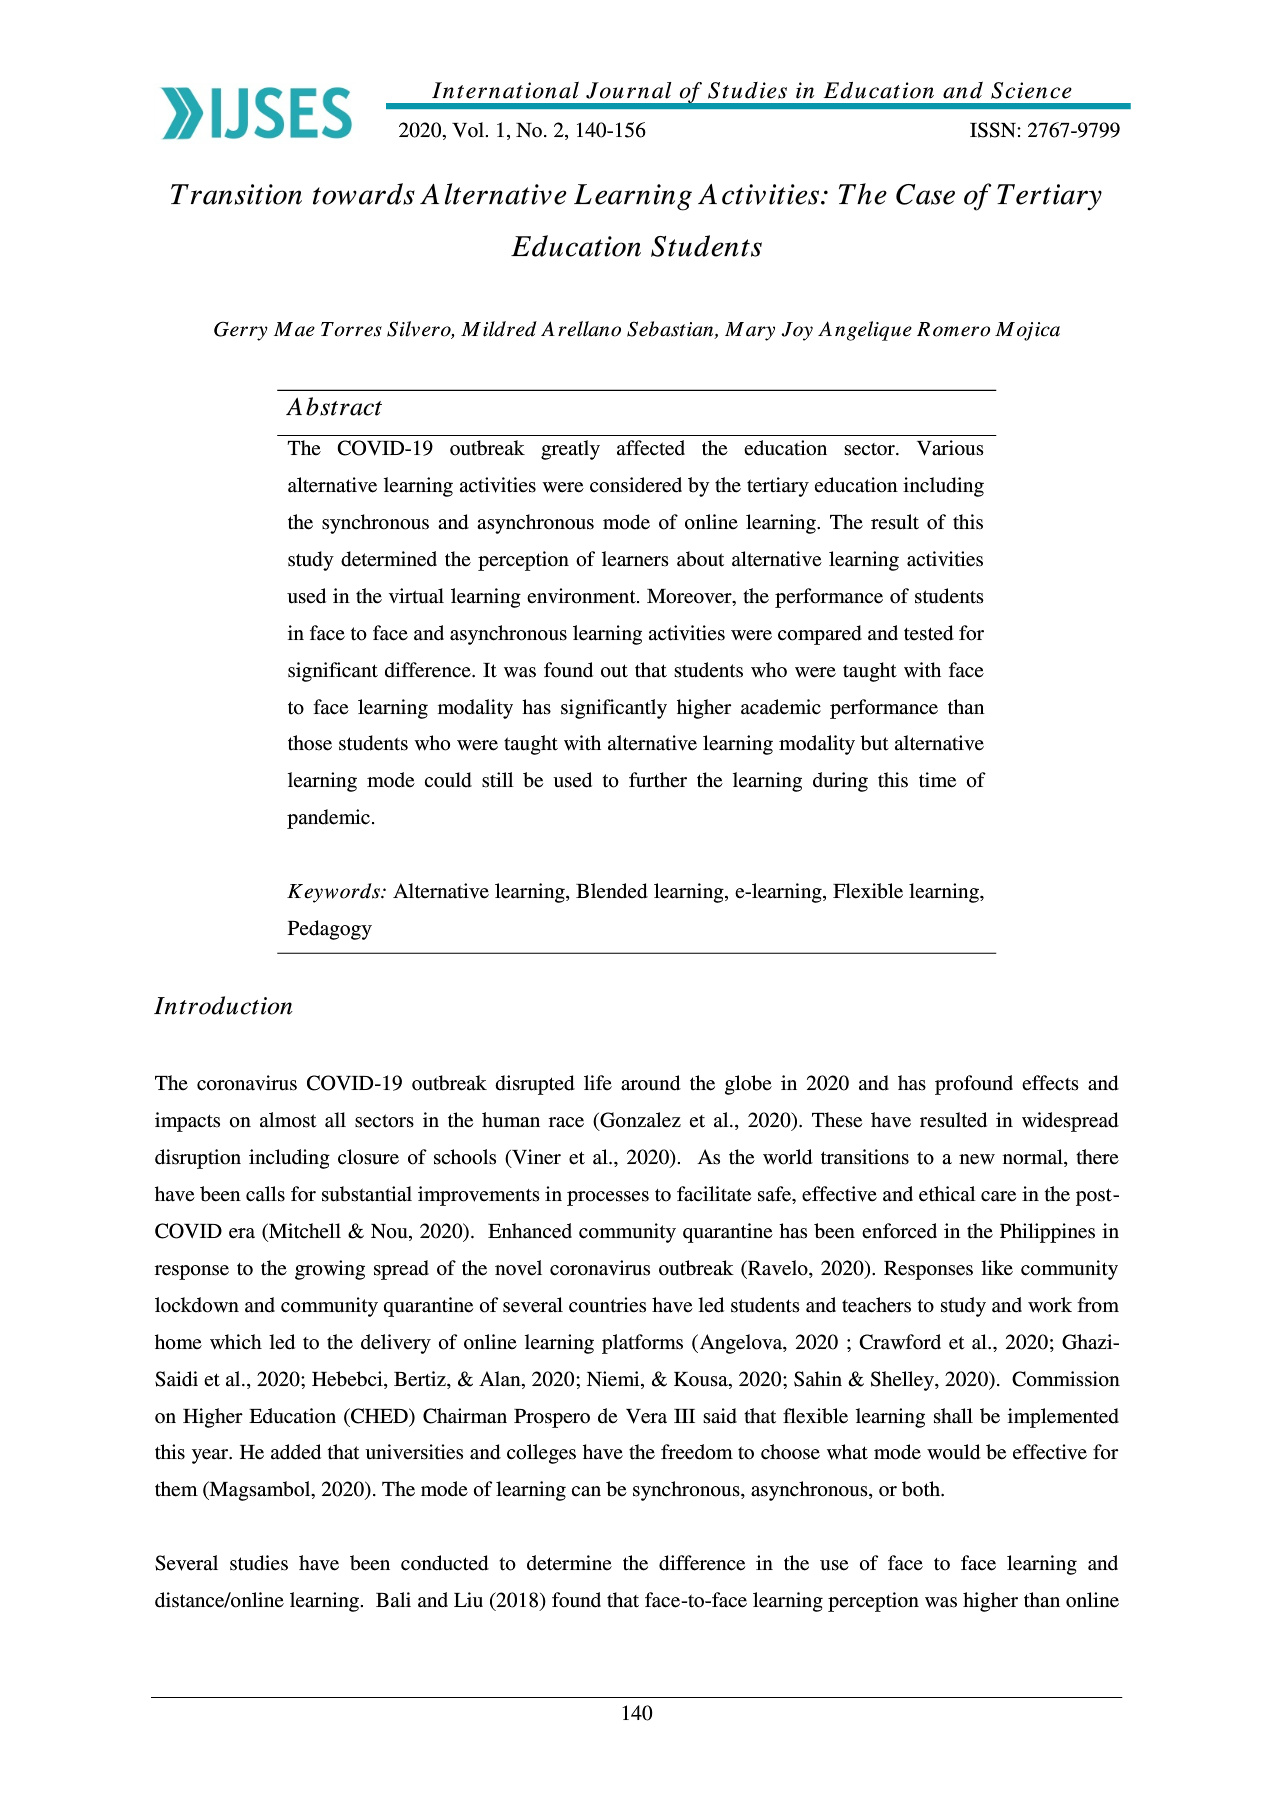 IJSES
International Journal of Studies in Education and Science
2020, Vol. 1, No. 2, 140-156
ISSN: 2767-9799
Transition towards Alternative Learning Activities: The Case of Tertiary
Education Students
Gerry Mae Torres Silvero, Mildred Arellano Sebastian, Mary Joy Angelique Romero Mojica
Abstract
The COVID-19 outbreak greatly affected the education sector. Various
alternative learning activities were considered by the tertiary education including
the synchronous and asynchronous mode of online learning. The result of this
study determined the perception of learners about alternative learning activities
used in the virtual learning environment. Moreover, the performance of students
in face to face and asynchronous learning activities were compared and tested for
significant difference. It was found out that students who were taught with face
to face learning modality has significantly higher academic performance than
those students who were taught with alternative learning modality but alternative
learning mode could still be used to further the learning during this time of
pandemic.
Keywords: Alternative learning, Blended learning, e-learning, Flexible learning,
Pedagogy
Introduction
The coronavirus COVID-19 outbreak disrupted life around the globe in 2020 and has profound effects and
impacts on almost all sectors in the human race (Gonzalez et al., 2020). These have resulted in widespread
disruption including closure of schools (Viner et al., 2020). As the world transitions to a new normal, there
have been calls for substantial improvements in processes to facilitate safe, effective and ethical care in the post-
COVID era (Mitchell & Nou, 2020). Enhanced community quarantine has been enforced in the Philippines in
response to the growing spread of the novel coronavirus outbreak (Ravelo, 2020). Responses like community
lockdown and community quarantine of several countries have led students and teachers to study and work from
home which led to the delivery of online learning platforms (Angelova, 2020 ; Crawford et al., 2020; Ghazi-
Saidi et al., 2020; Hebebci, Bertiz, & Alan, 2020; Niemi, & Kousa, 2020; Sahin & Shelley, 2020). Commission
on Higher Education (CHED) Chairman Prospero de Vera III said that flexible learning shall be implemented
this year. He added that universities and colleges have the freedom to choose what mode would be effective for
them (Magsambol, 2020). The mode of learning can be synchronous, asynchronous, or both.
Several studies have been conducted to determine the difference in the use of face to face learning and
distance/online learning. Bali and Liu (2018) found that face-to-face learning perception was higher than online
140